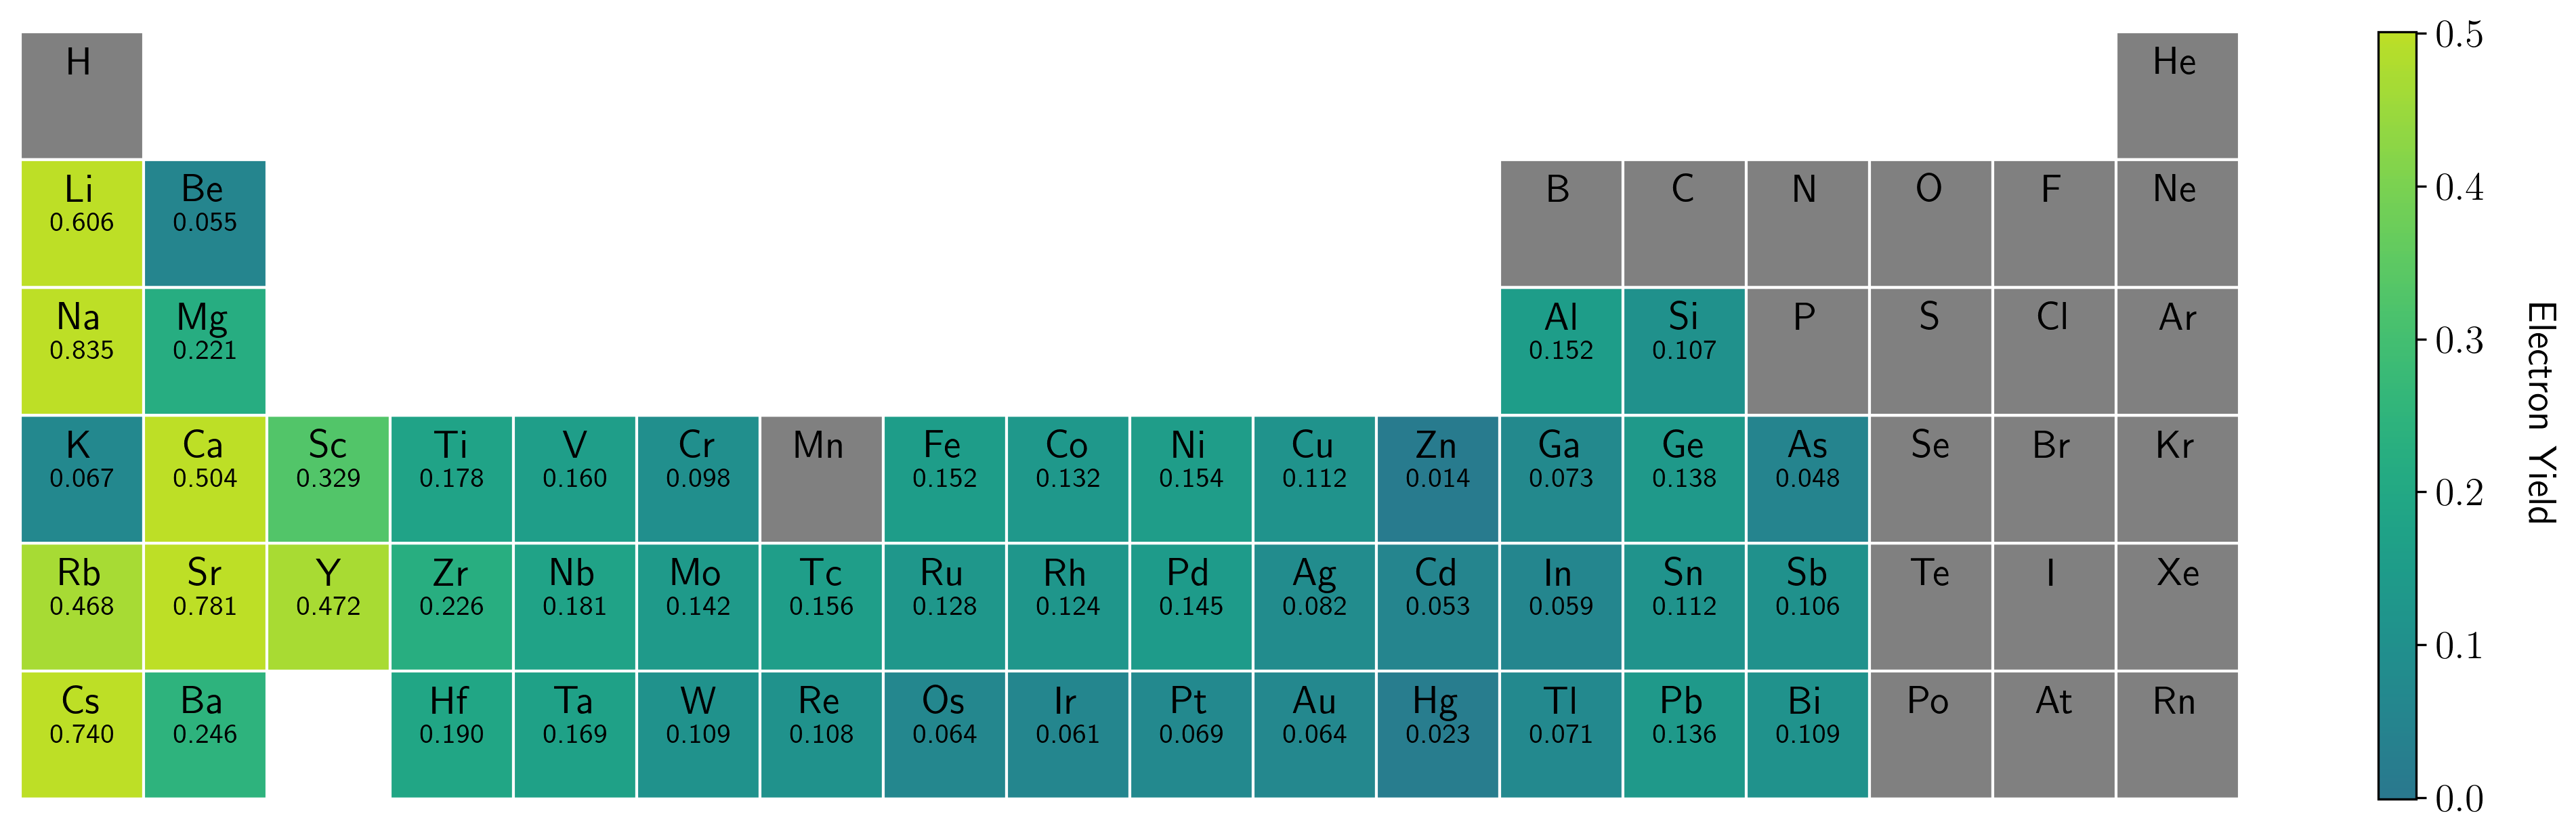 H He
Li Be B C N O F Ne
0.606 0.055
Na Mg Al Si P S Cl Ar
0.835 0.221 0.152 0.107
K Ca Sc Ti V Cr Mn Fe Co Ni Cu Zn Ga Ge As Se Br Kr
0.067 0.504 0.329 0.178 0.160 0.098 0.152 0.132 0.154 0.112 0.014 0.073 0.138 0.048
Rb Sr Y Zr Nb Mo Tc Ru Rh Pd Ag Cd In Sn Sb Te I Xe
0.468 0.781 0.472 0.226 0.181 0.142 0.156 0.128 0.124 0.145 0.082 0.053 0.059 0.112 0.106
Cs Ba Hf Ta W Re Os Ir Pt Au Hg Tl Pb Bi Po At Rn
0.740 0.246 0.190 0.169 0.109 0.108 0.064 0.061 0.069 0.064 0.023 0.071 0.136 0.109
0.5
0.4
0.3
0.2
0.1
0.0
Electron Yield